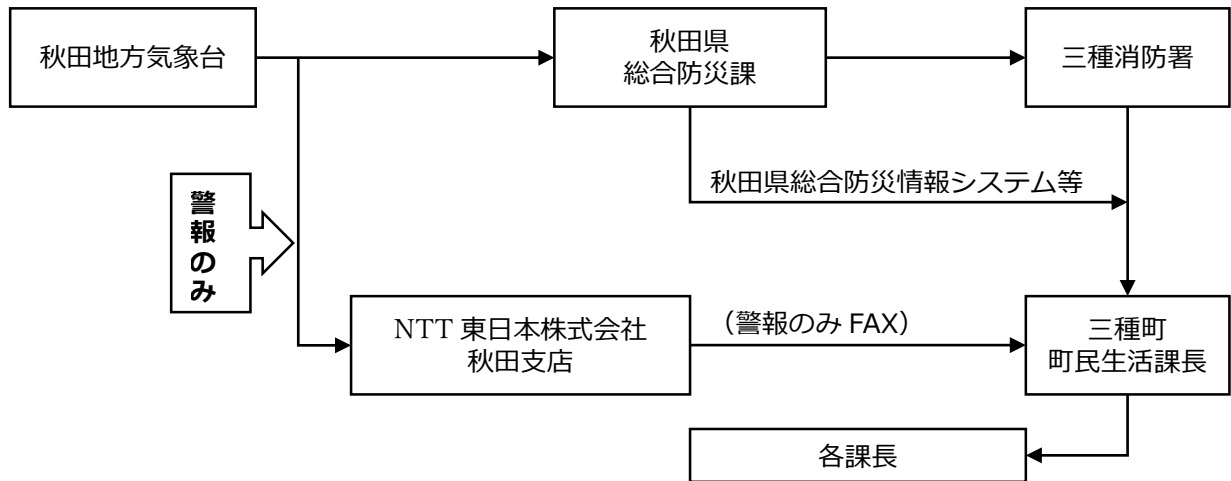 秋田地方気象台
秋田県
総合防災課
三種消防署
秋田県総合防災情報システム等
警報のみ
NTT 東日本株式会社
秋田支店
（警報のみ FAX）
三種町
町民生活課長
各課長